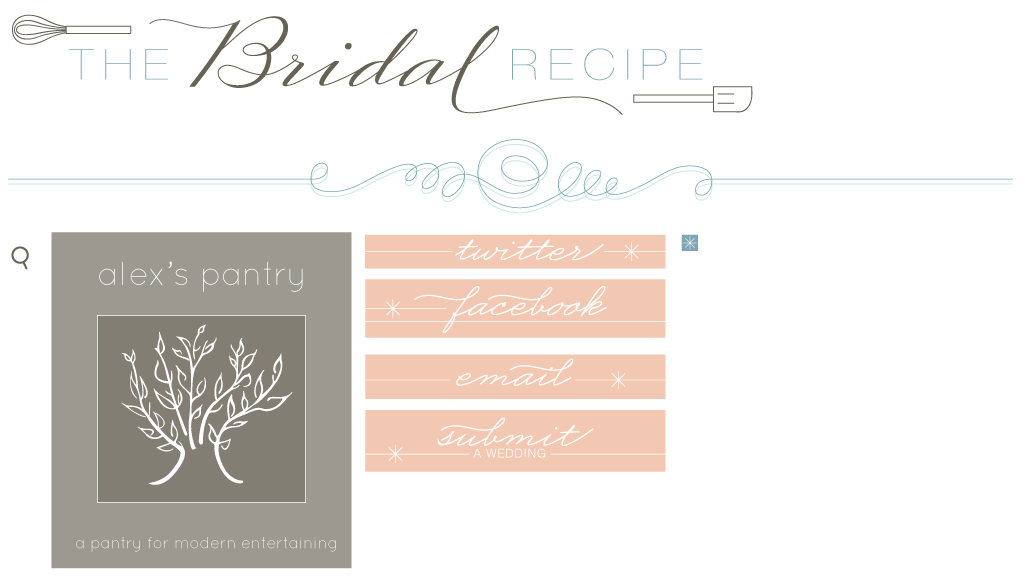 THE Bridal RECIPE
alex's pantry
a pantry for modern entertaining
twitter
facebook
email
submit
A WEDDING